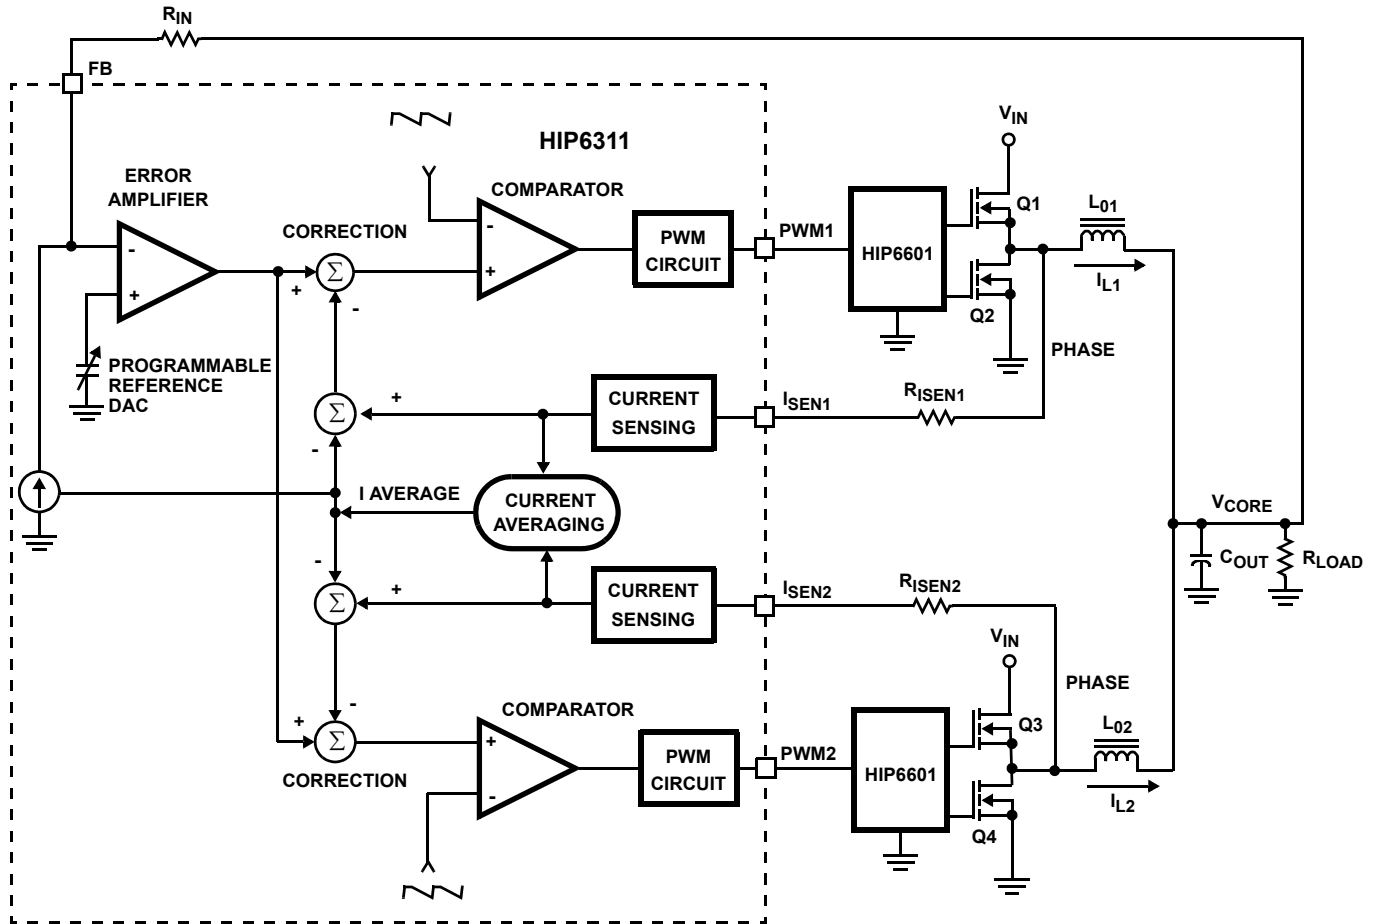 RIN
FB
HIP6311
VIN
ERROR
AMPLIFIER
COMPARATOR
CORRECTION
-
+
+
-
Σ
-
+
PWM
CIRCUIT
PWM1
HIP6601
Q1
Q2
L01
IL1
PHASE
PROGRAMMABLE
REFERENCE
DAC
Σ
+
-
CURRENT
SENSING
ISEN1
RISEN1
I AVERAGE
CURRENT
AVERAGING
VCORE
COUT
RLOAD
-
Σ
+
CURRENT
SENSING
ISEN2
RISEN2
VIN
PHASE
-
+
Σ
CORRECTION
COMPARATOR
+
-
PWM
CIRCUIT
PWM2
HIP6601
Q3
Q4
L02
IL2